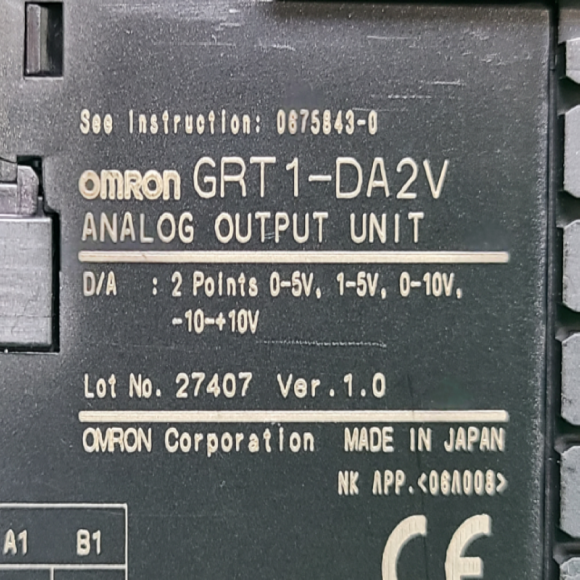 See Instruction: 0675843-0
OMRON GRT1-DA2V
ANALOG OUTPUT UNIT
D/A : 2 Points 0-5V, 1-5V, 0-10V,
-10-+10V
Lot No. 27407 Ver.1.0
OMRON Corporation MADE IN JAPAN
NK APP.<06A008>
CE
A1 B1